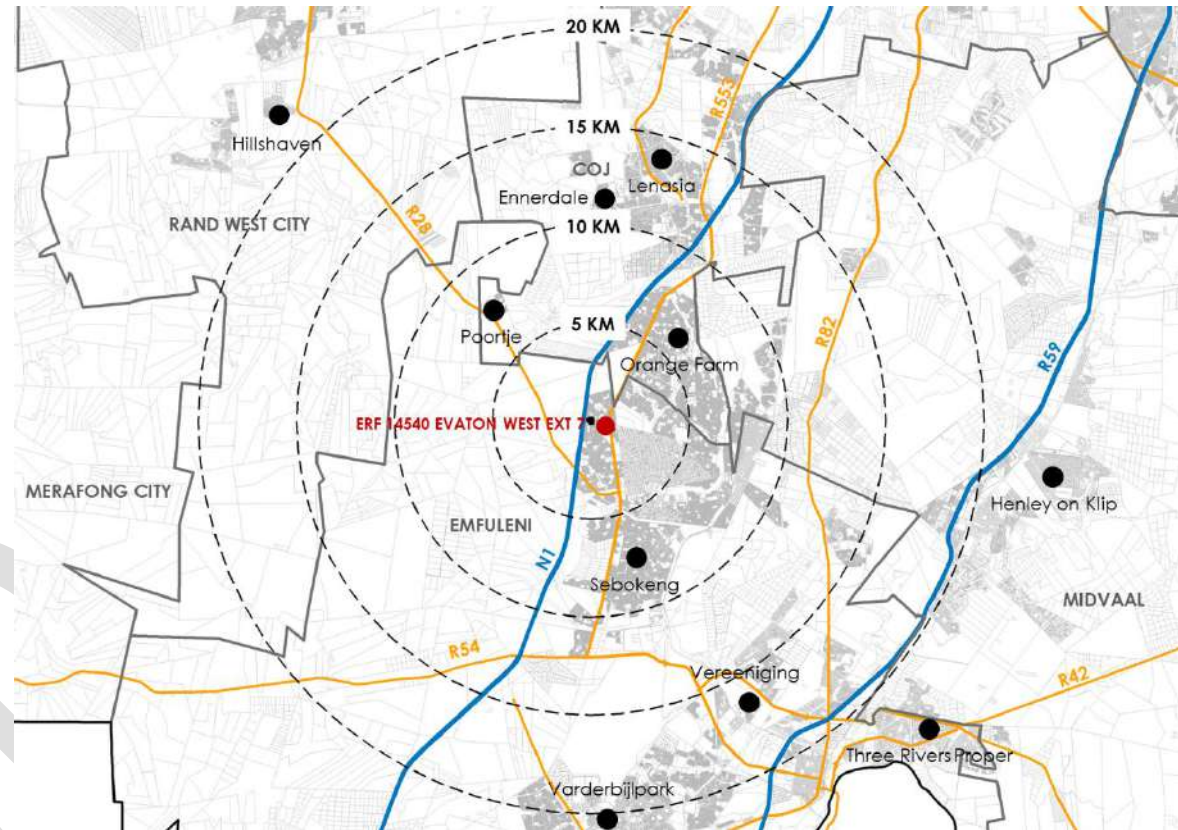 20 KM
R553
15 KM
Hillshaven
COJ
Lenasia
Ennerdale
RAND WEST CITY
R28
10 KM
5 KM
Poortje
R82
R59
Orange Farm
ERF 14540 EVATON WEST EXT 7
MERAFONG CITY
Henley on Klip
EMFULENI
N1
Sebokeng
MIDVAAL
R54
Vereeniging
R42
Three Rivers Proper
Varderbijlpark